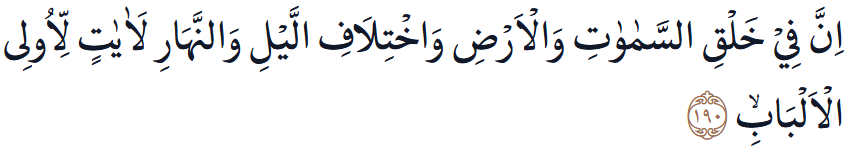 اِنَّ فِيْ خَلْقِ السَّمٰوٰتِ وَالْاَرْضِ وَاخْتِلَافِ الَّيْلِ وَالنَّهَارِ لَاٰيٰتٍ لِّاُولِى
الْاَلْبَابِۙ ١٩٠